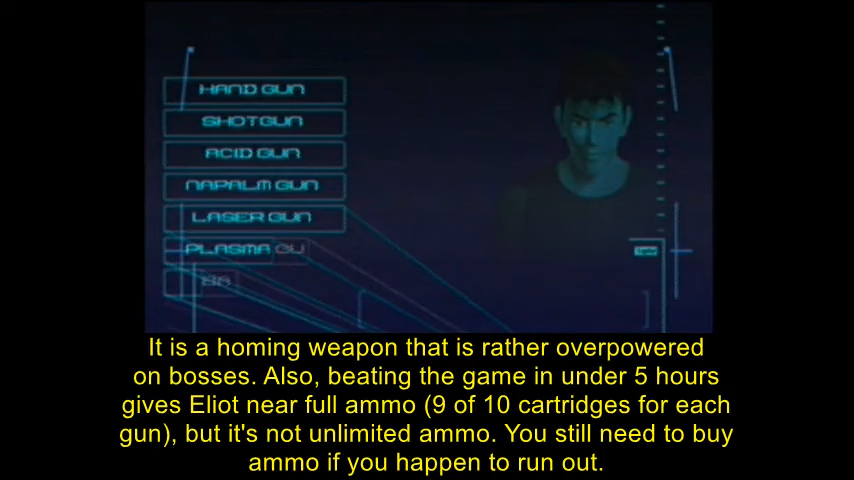 HAND GUN
SHOTGUN
ACID GUN
NAPALM GUN
LASER GUN
PLASMA GU
It is a homing weapon that is rather overpowered
on bosses. Also, beating the game in under 5 hours
gives Eliot near full ammo (9 of 10 cartridges for each
gun), but it's not unlimited ammo. You still need to buy
ammo if you happen to run out.